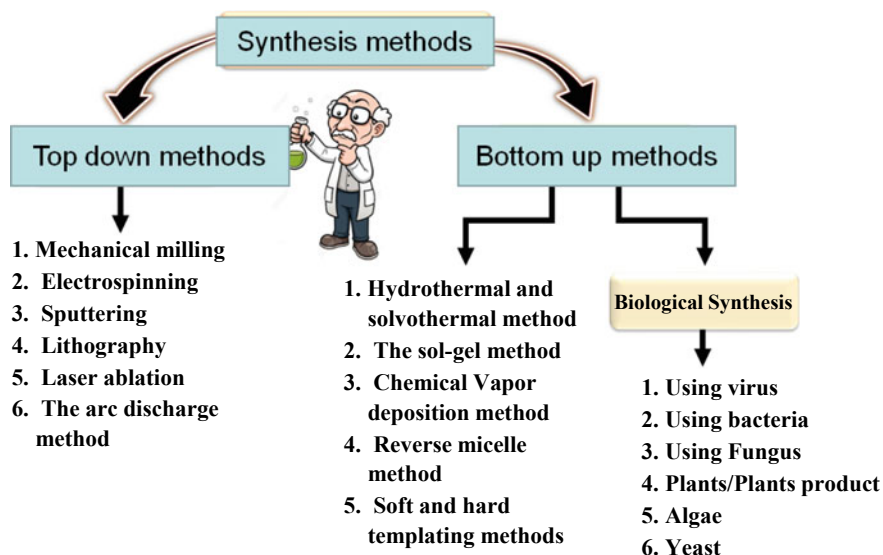 Synthesis methods
Top down methods
1. Mechanical milling
2. Electrospinning
3. Sputtering
4. Lithography
5. Laser ablation
6. The arc discharge
method
Bottom up methods
1. Hydrothermal and
solvothermal method
2. The sol-gel method
3. Chemical Vapor
deposition method
4. Reverse micelle
method
5. Soft and hard
templating methods
Biological Synthesis
1. Using virus
2. Using bacteria
3. Using Fungus
4. Plants/Plants product
5. Algae
6. Yeast